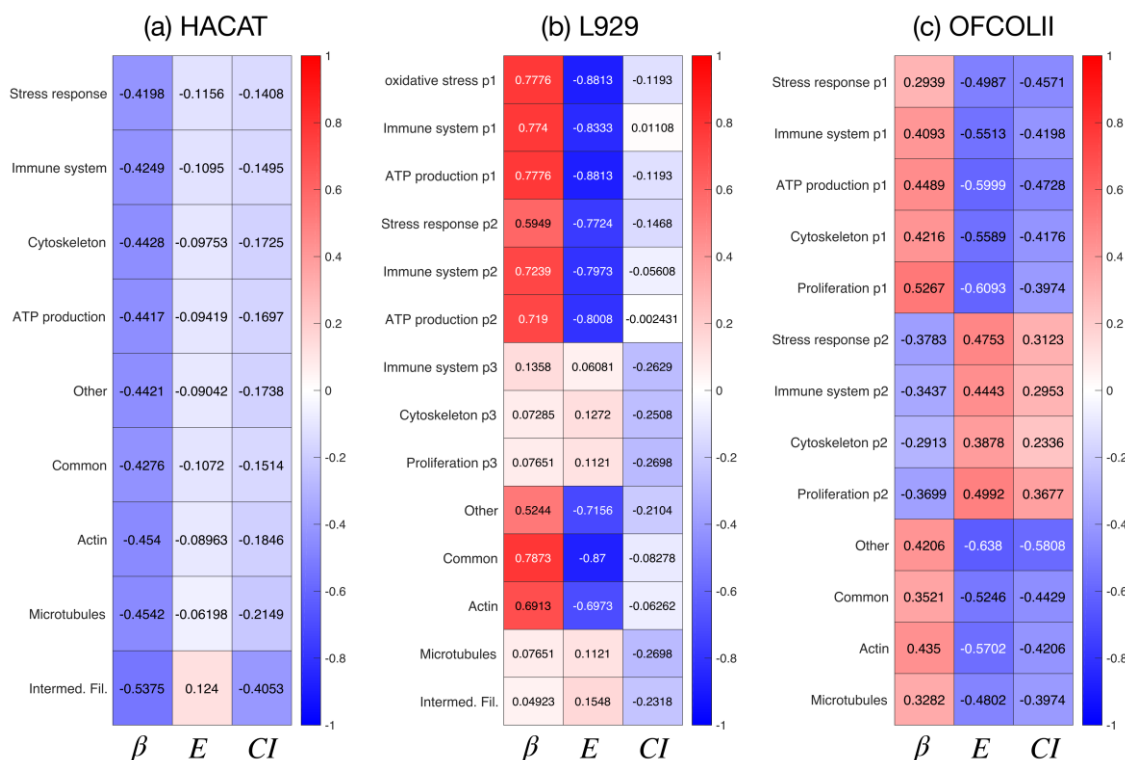 (a) HACAT
Stress response -0.4198 -0.1156 -0.1408
Immune system -0.4249 -0.1095 -0.1495
Cytoskeleton -0.4428 -0.09753 -0.1725
ATP production -0.4417 -0.09419 -0.1697
Other -0.4421 -0.09042 -0.1738
Common -0.4276 -0.1072 -0.1514
Actin -0.454 -0.08963 -0.1846
Microtubules -0.4542 -0.06198 -0.2149
Intermed. Fil. -0.5375 0.124 -0.4053
β E CI
1
0.8
0.6
0.4
0.2
0
-0.2
-0.4
-0.6
-0.8
-1
(b) L929
oxidative stress p1 0.7776 -0.8813 -0.1193
Immune system p1 0.774 -0.8333 0.01108
ATP production p1 0.7776 -0.8813 -0.1193
Stress response p2 0.5949 -0.7724 -0.1468
Immune system p2 0.7239 -0.7973 -0.05608
ATP production p2 0.719 -0.8008 -0.002431
Immune system p3 0.1358 0.06081 -0.2629
Cytoskeleton p3 0.07285 0.1272 -0.2508
Proliferation p3 0.07651 0.1121 -0.2698
Other 0.5244 -0.7156 -0.2104
Common 0.7873 -0.87 -0.08278
Actin 0.6913 -0.6973 -0.06262
Microtubules 0.07651 0.1121 -0.2698
Intermed. Fil. 0.04923 0.1548 -0.2318
β E CI
1
0.8
0.6
0.4
0.2
0
-0.2
-0.4
-0.6
-0.8
-1
(c) OFCOLII
Stress response p1 0.2939 -0.4987 -0.4571
Immune system p1 0.4093 -0.5513 -0.4198
ATP production p1 0.4489 -0.5999 -0.4728
Cytoskeleton p1 0.4216 -0.5589 -0.4176
Proliferation p1 0.5267 -0.6093 -0.3974
Stress response p2 -0.3783 0.4753 0.3123
Immune system p2 -0.3437 0.4443 0.2953
Cytoskeleton p2 -0.2913 0.3878 0.2336
Proliferation p2 -0.3699 0.4992 0.3677
Other 0.4206 -0.638 -0.5808
Common 0.3521 -0.5246 -0.4429
Actin 0.435 -0.5702 -0.4206
Microtubules 0.3282 -0.4802 -0.3974
β E CI
1
0.8
0.6
0.4
0.2
0
-0.2
-0.4
-0.6
-0.8
-1